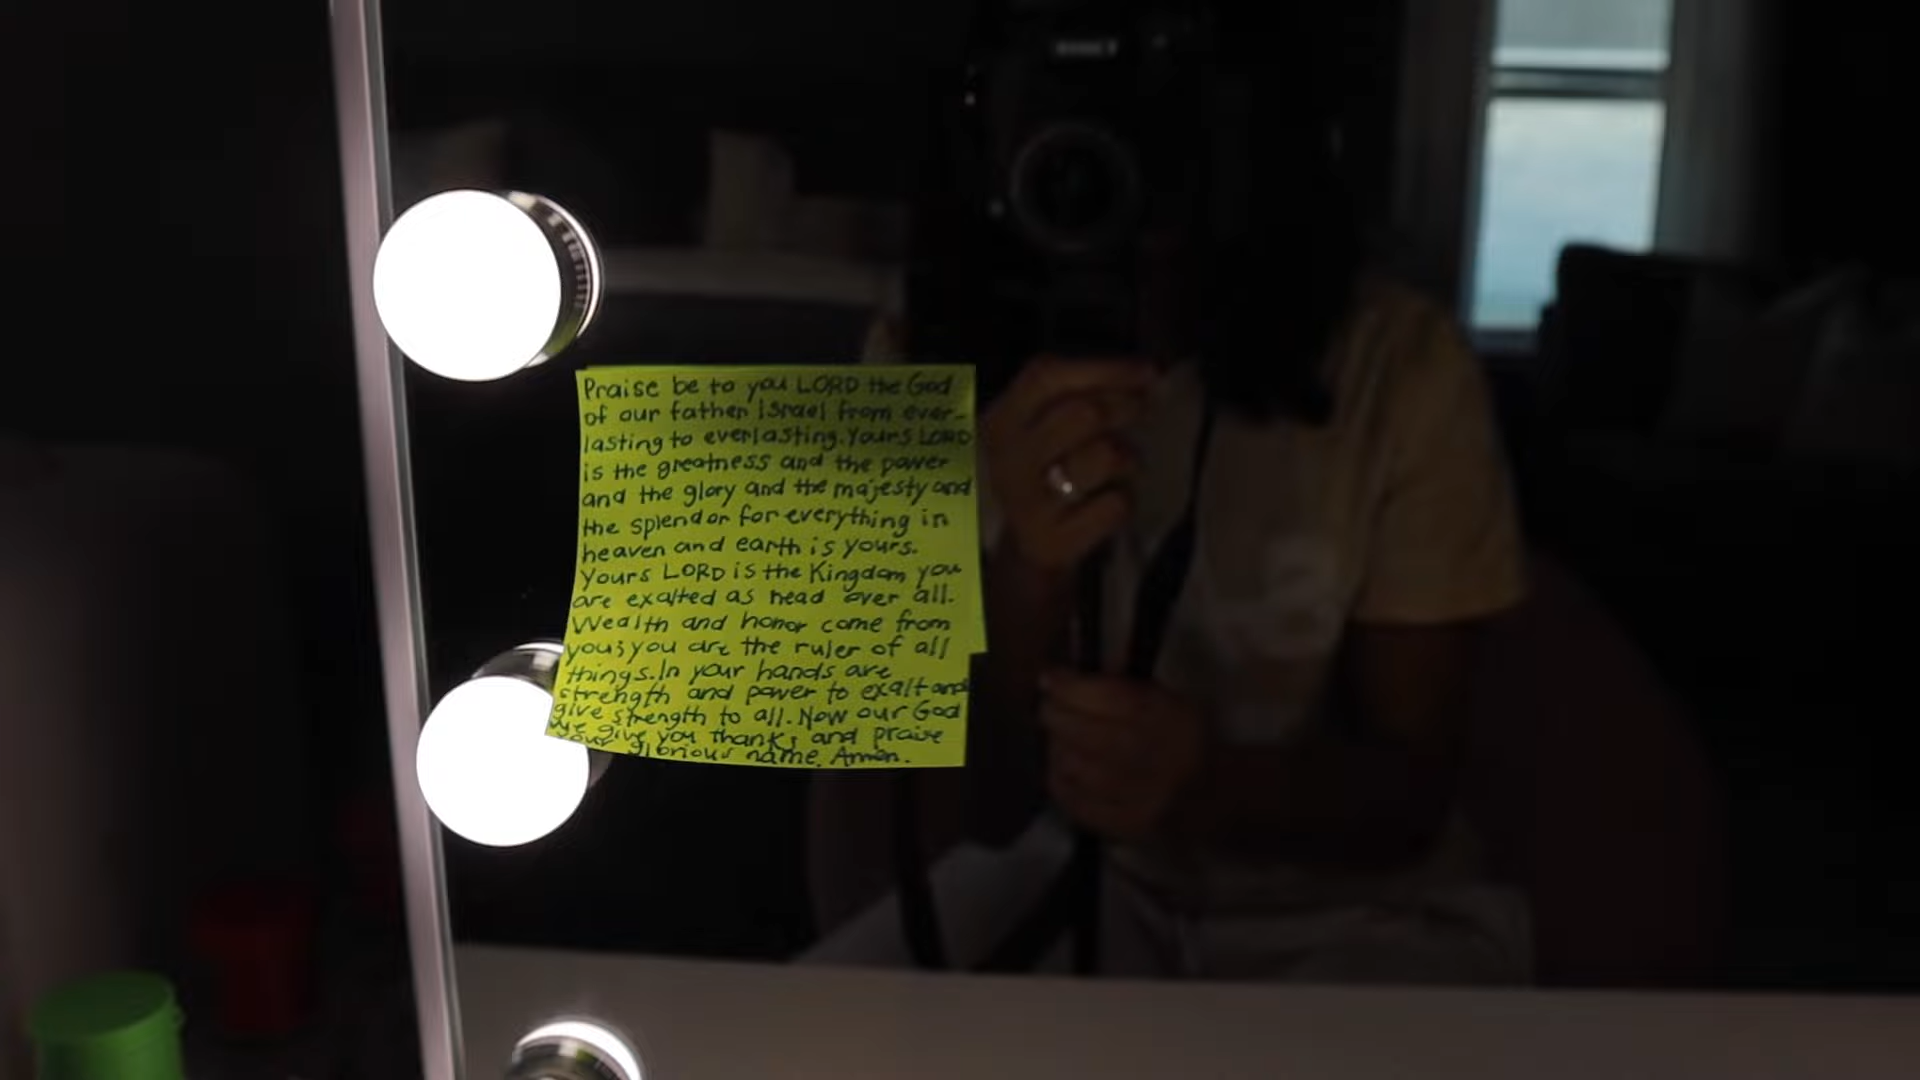 Praise be to you LORD the God
of our father Israel from ever-
lasting to everlasting. Yours LORD
is the greatness and the power
and the glory and the majesty and
the splendor for everything in
heaven and earth is yours.
Yours LORD is the Kingdom you
are exalted as head over all.
Wealth and honor come from
you; you are the ruler of all
things. In your hands are
strength and power to exalt and
give strength to all. Now our God
we give you thanks and praise
your glorious name. Amen.